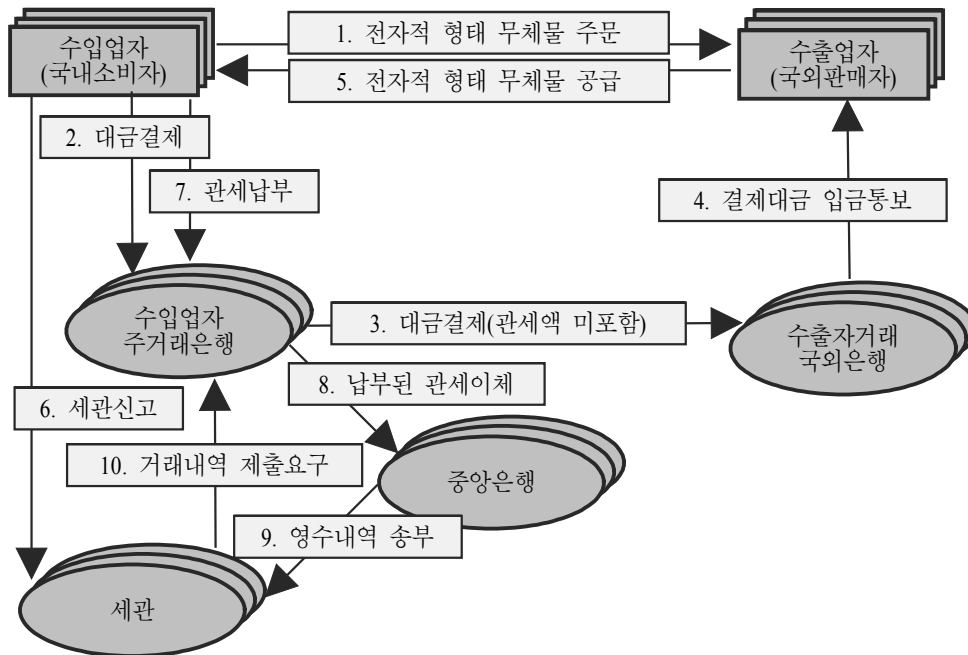 수입업자
(국내소비자)
1. 전자적 형태 무체물 주문
수출업자
(국외판매자)
5. 전자적 형태 무체물 공급
2. 대금결제
7. 관세납부
4. 결제대금 입금통보
수입업자
주거래은행
3. 대금결제(관세액 미포함)
수출자거래
국외은행
8. 납부된 관세이체
6. 세관신고
10. 거래내역 제출요구
중앙은행
9. 영수내역 송부
세관